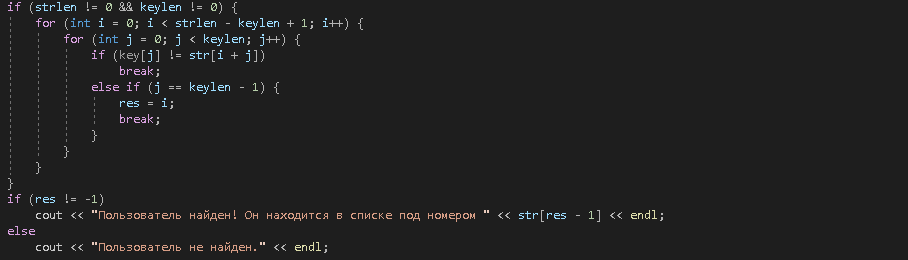 if (strlen != 0 && keylen != 0) {
for (int i = 0; i < strlen - keylen + 1; i++) {
for (int j = 0; j < keylen; j++) {
if (key[j] != str[i + j])
break;
else if (j == keylen - 1) {
res = i;
break;
}
}
}
}
if (res != -1)
cout << "Пользователь найден! Он находится в списке под номером " << str[res - 1] << endl;
else
cout << "Пользователь не найден." << endl;